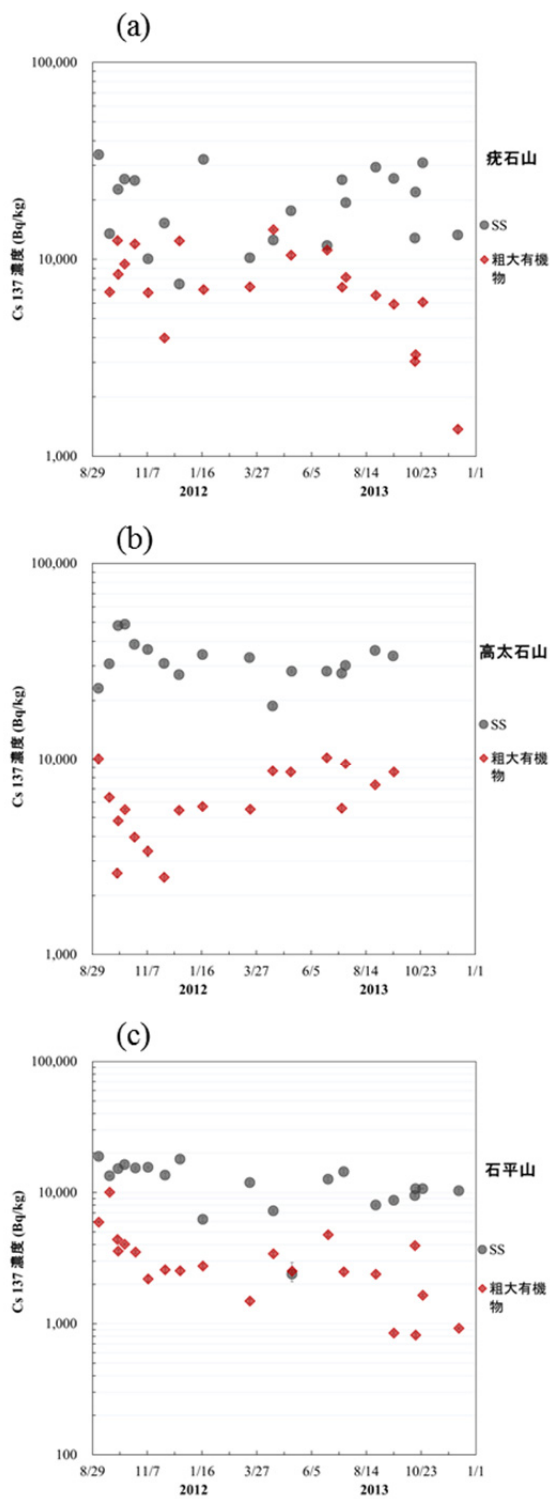 (a)
100,000
10,000
1,000
Cs 137 濃度 (Bq/kg)
8/29 11/7 1/16 3/27 6/5 8/14 10/23 1/1
2012 2013
疣石山
SS
粗大有機
物
(b)
100,000
10,000
1,000
Cs 137 濃度 (Bq/kg)
8/29 11/7 1/16 3/27 6/5 8/14 10/23 1/1
2012 2013
高太石山
SS
粗大有機
物
(c)
100,000
10,000
1,000
100
Cs 137 濃度 (Bq/kg)
8/29 11/7 1/16 3/27 6/5 8/14 10/23 1/1
2012 2013
石平山
SS
粗大有機
物